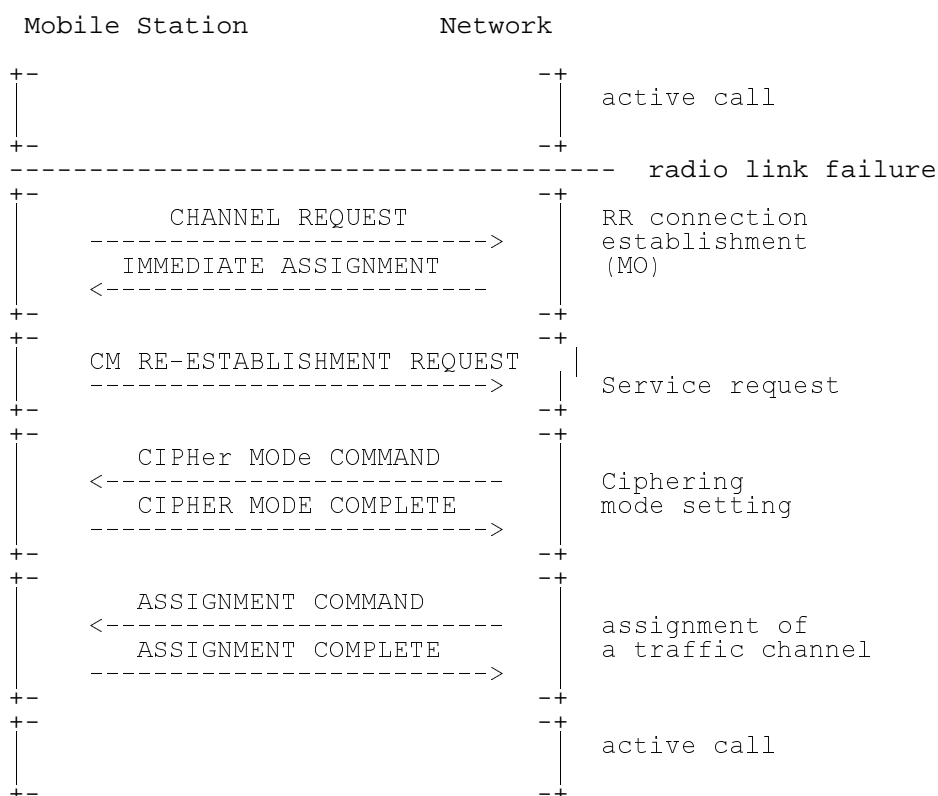 Mobile Station Network
active call
radio link failure
CHANNEL REQUEST RR connection
establishment
IMMEDIATE ASSIGNMENT (MO)
CM RE-ESTABLISHMENT REQUEST
Service request
CIPHer MODe COMMAND
Ciphering
CIPHER MODE COMPLETE mode setting
ASSIGNMENT COMMAND
assignment of
ASSIGNMENT COMPLETE a traffic channel
active call